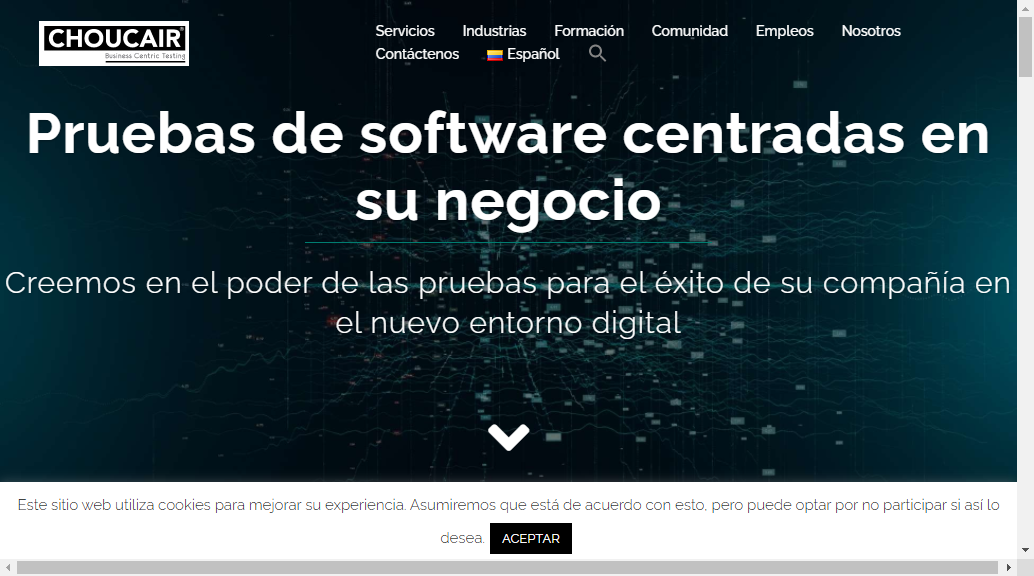 CHOUCAIR
Business Centric Testing
Servicios Industrias Formación Comunidad Empleos Nosotros
Contáctenos Español
Pruebas de software centradas en
su negocio
Creemos en el poder de las pruebas para el éxito de su compañía en
el nuevo entorno digital
Este sitio web utiliza cookies para mejorar su experiencia. Asumiremos que está de acuerdo con esto, pero puede optar por no participar si así lo
desea. ACEPTAR